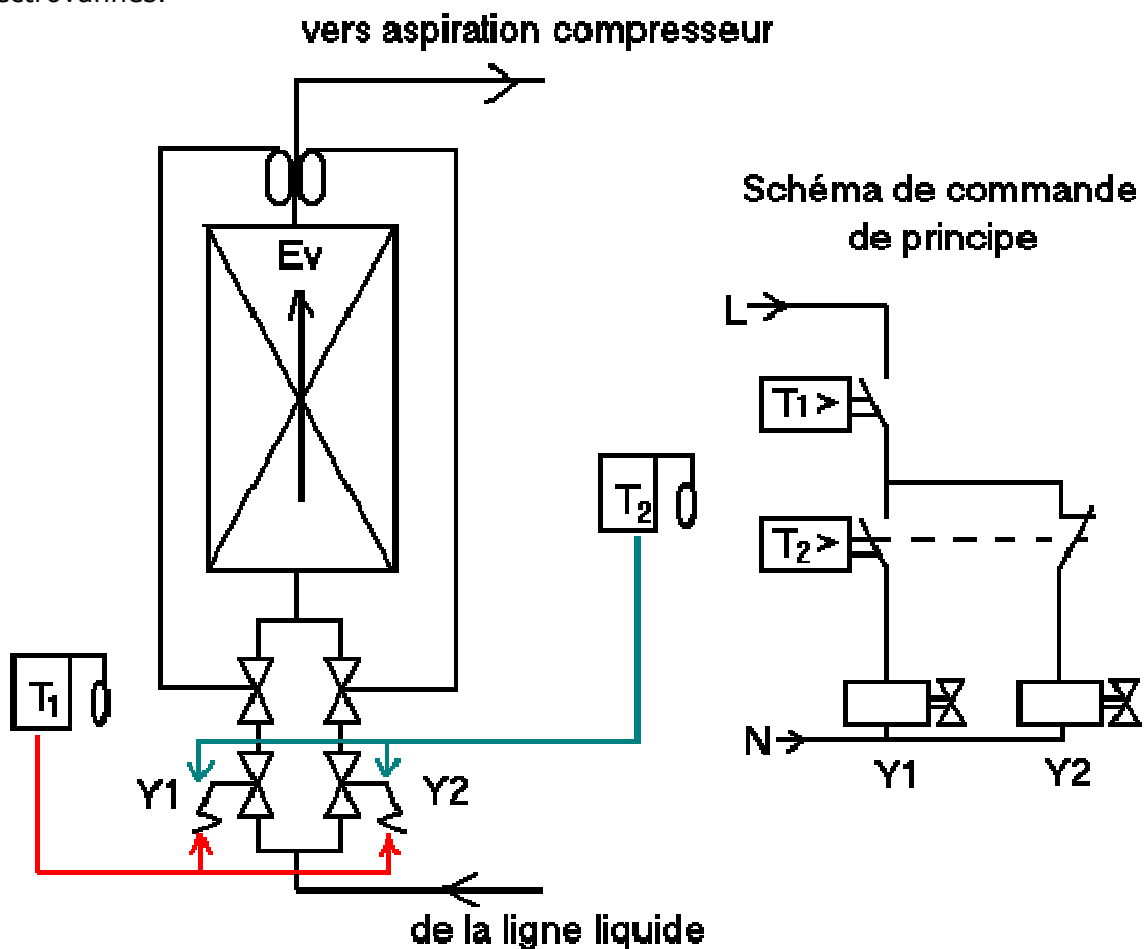 vers aspiration compresseur
Schéma de commande
de principe
Ev
L
T1>
T2
T2>
T1
N
Y1
Y2
Y1
Y2
de la ligne liquide